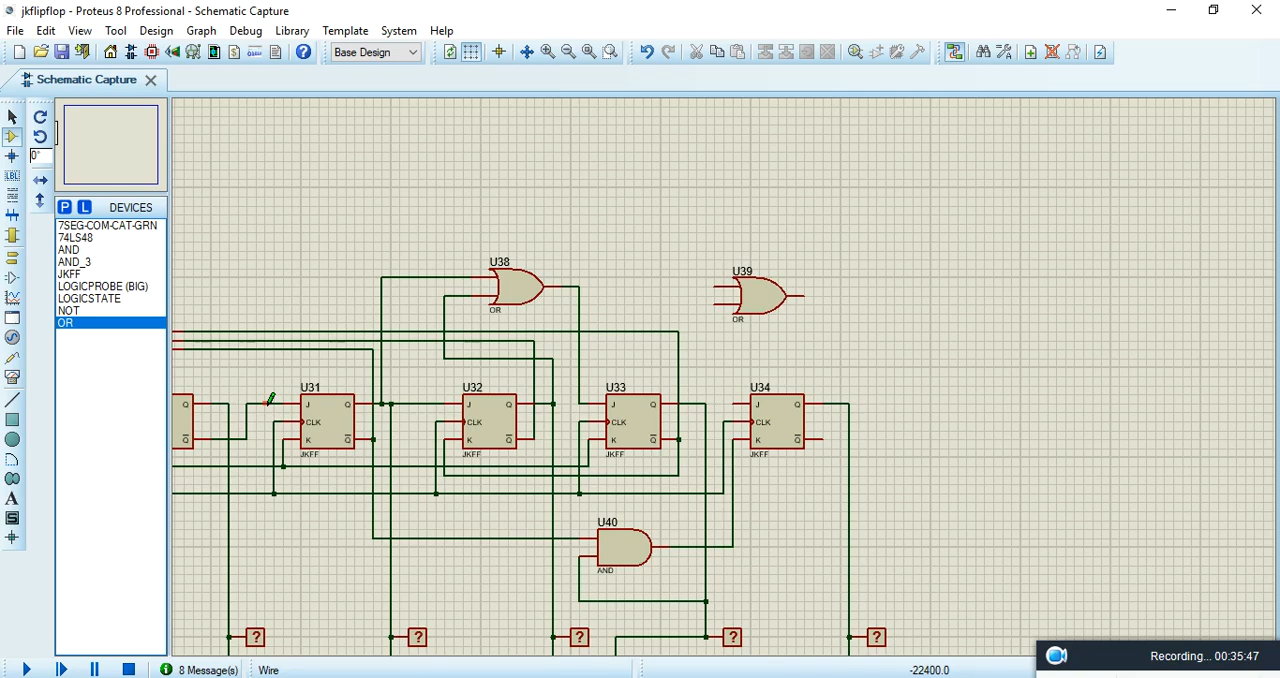 jkflipflop - Proteus 8 Professional - Schematic Capture
File Edit View Tool Design Graph Debug Library Template System Help
Base Design
Schematic Capture
0°
LBL
P L DEVICES
7SEG-COM-CAT-GRN
74LS48
AND
AND_3
JKFF
LOGICPROBE (BIG)
LOGICSTATE
NOT
OR
A
S
U38
OR
U39
OR
Q
Q
U31
J Q
CLK
K Q
JKFF
U32
J Q
CLK
K Q
JKFF
U33
J Q
CLK
K Q
JKFF
U34
J Q
CLK
K Q
JKFF
U40
AND
? ? ? ? ?
8 Message(s) Wire -22400.0
Recording... 00:35:47